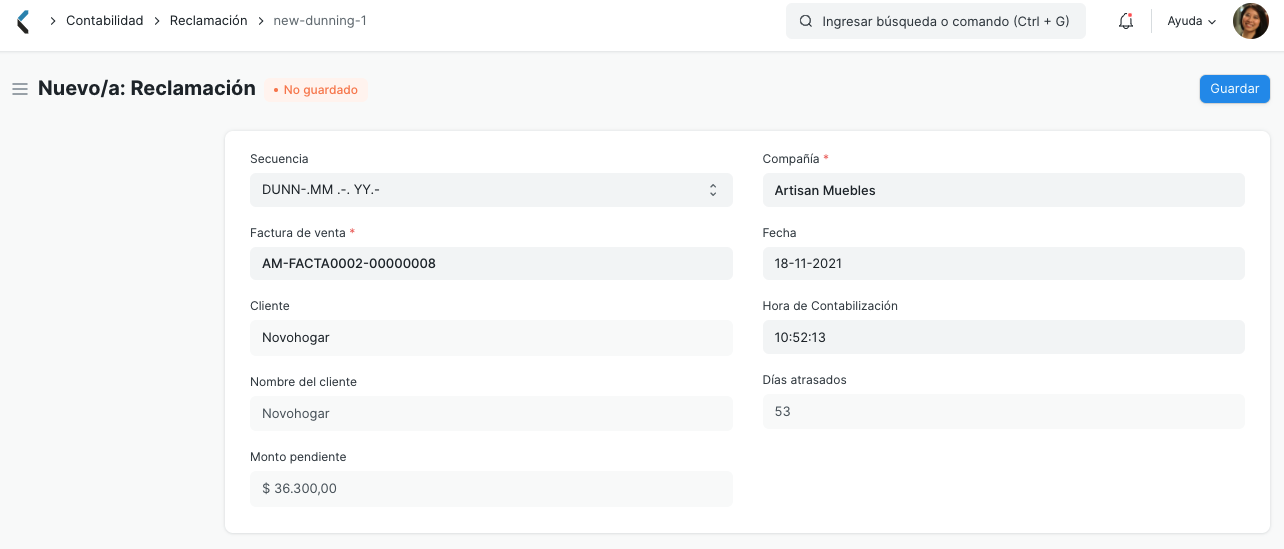 Contabilidad Reclamación new-dunning-1 Ingresar búsqueda o comando (Ctrl + G) Ayuda
Nuevo/a: Reclamación • No guardado Guardar
Secuencia
DUNN-.MM .-. YY.-
Factura de venta *
AM-FACTA0002-00000008
Cliente
Novohogar
Nombre del cliente
Novohogar
Monto pendiente
$ 36.300,00
Compañía *
Artisan Muebles
Fecha
18-11-2021
Hora de Contabilización
10:52:13
Días atrasados
53